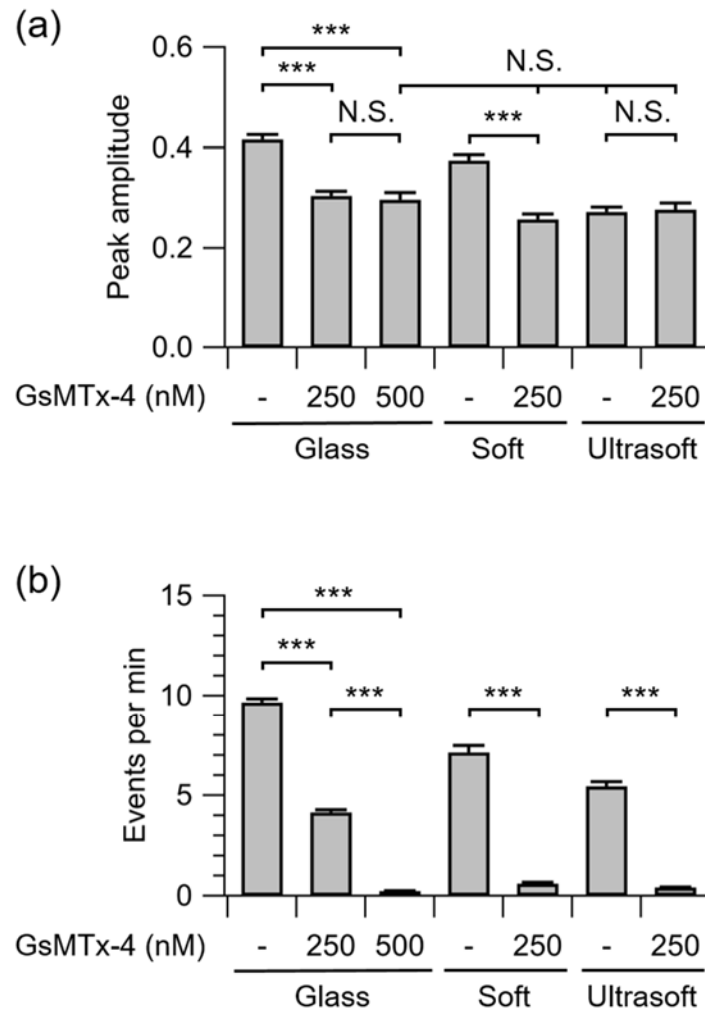 (a)
***
***
N.S.
N.S.
***
N.S.
0.6
0.4
0.2
0.0
Peak amplitude
GsMTx-4 (nM) - 250 500 - 250 - 250
Glass Soft Ultrasoft
(b)
***
***
***
***
***
15
10
5
0
Events per min
GsMTx-4 (nM) - 250 500 - 250 - 250
Glass Soft Ultrasoft